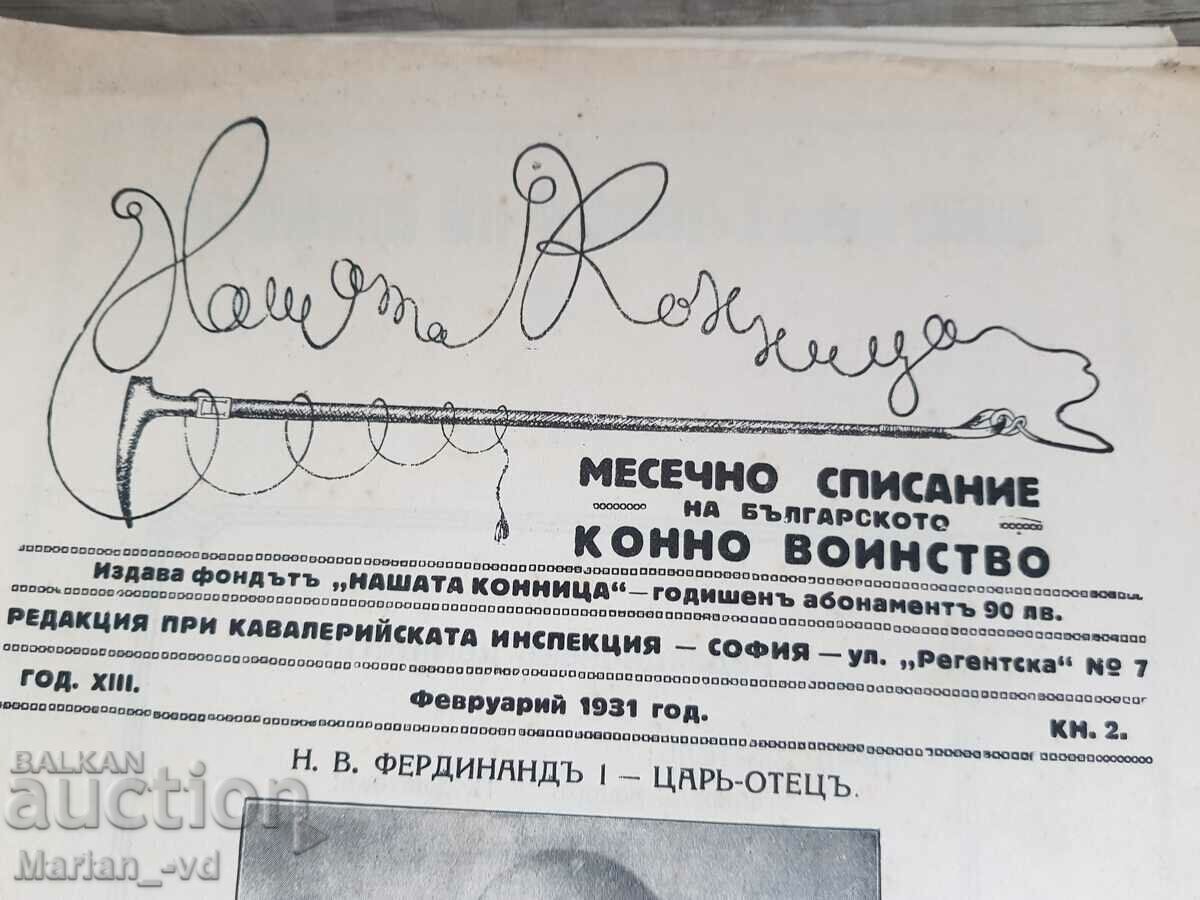 Нашата Конница
МЕСЕЧНО СПИСАНИЕ
НА БЪЛГАРСКОТО
КОННО ВОИНСТВО
Издава фондътъ „НАШАТА КОННИЦА“ — годишенъ абонаментъ 90 лв.
РЕДАКЦИЯ ПРИ КАВАЛЕРИЙСКАТА ИНСПЕКЦИЯ — СОФИЯ — ул. „Регентска“ № 7
ГОД. XIII. Февруарий 1931 год. КН. 2.
Н. В. ФЕРДИНАНДЪ I — ЦАРЬ-ОТЕЦЪ.
BALKAN
auction
Marian_-vd